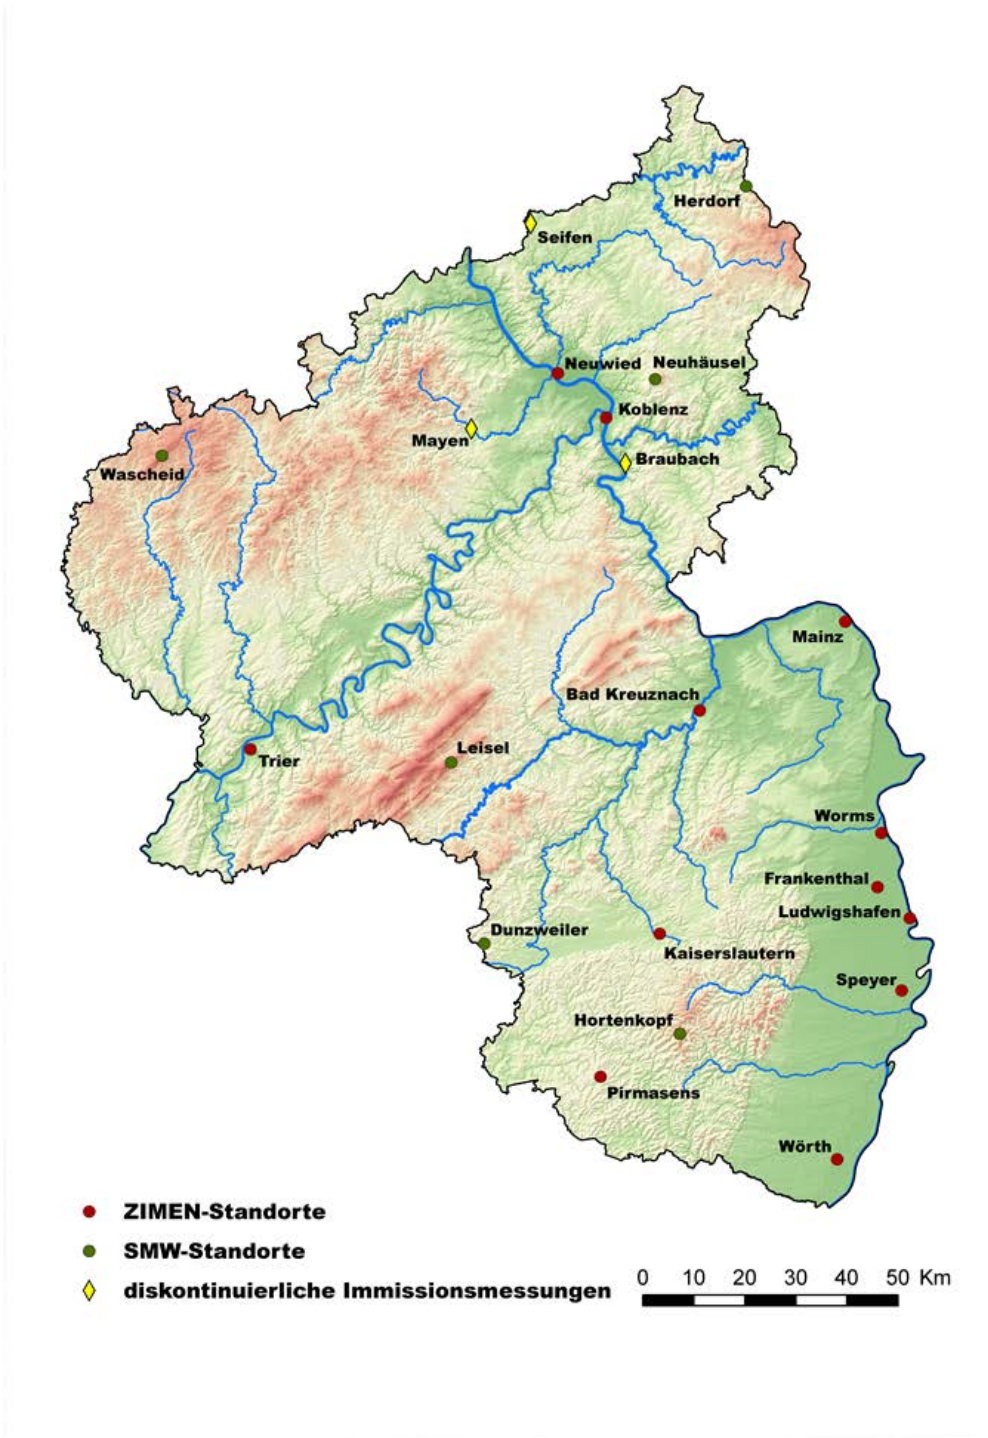 Herdorf
Seifen
Neuwied
Neuhäusel
Koblenz
Mayen
Braubach
Wascheid
Mainz
Bad Kreuznach
Leisel
Trier
Worms
Frankenthal
Ludwigshafen
Dunzweiler
Kaiserslautern
Speyer
Hortenkopf
Pirmasens
Wörth
ZIMEN-Standorte
SMW-Standorte
diskontinuierliche Immissionsmessungen
0 10 20 30 40 50 Km